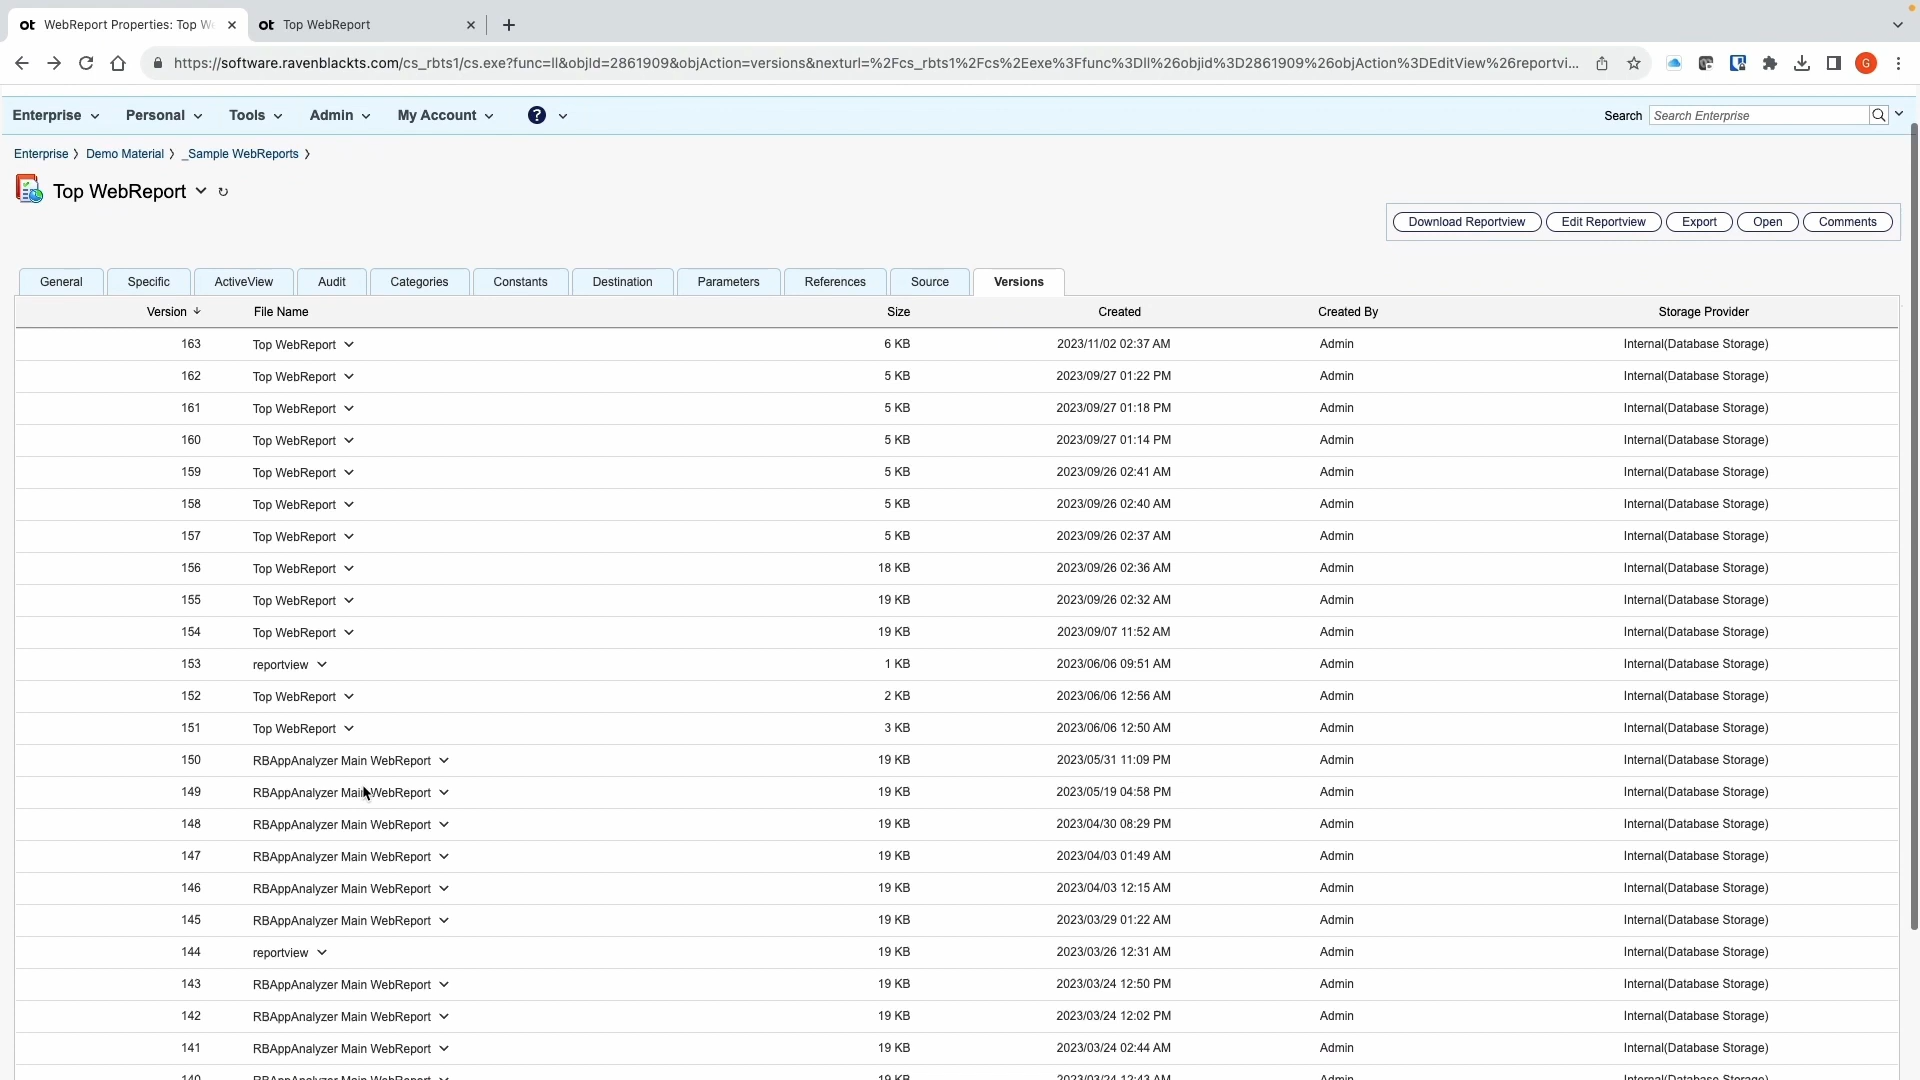 WebReport Properties: Top W
Top WebReport
https://software.ravenblackts.com/cs_rbts1/cs.exe?func=ll&objId=2861909&objAction=versions&nexturl=%2Fcs_rbts1%2Fcs%2Eexe%3Ffunc%3Dll%26objid%3D2861909%26objAction%3DEditView%26reportvi...
G
Enterprise Personal Tools Admin My Account ? Search Search Enterprise
Enterprise Demo Material _Sample WebReports
Top WebReport
Download Reportview Edit Reportview Export Open Comments
General Specific ActiveView Audit Categories Constants Destination Parameters References Source Versions
Version File Name Size Created Created By Storage Provider
163 Top WebReport 6 KB 2023/11/02 02:37 AM Admin Internal(Database Storage)
162 Top WebReport 5 KB 2023/09/27 01:22 PM Admin Internal(Database Storage)
161 Top WebReport 5 KB 2023/09/27 01:18 PM Admin Internal(Database Storage)
160 Top WebReport 5 KB 2023/09/27 01:14 PM Admin Internal(Database Storage)
159 Top WebReport 5 KB 2023/09/26 02:41 AM Admin Internal(Database Storage)
158 Top WebReport 5 KB 2023/09/26 02:40 AM Admin Internal(Database Storage)
157 Top WebReport 5 KB 2023/09/26 02:37 AM Admin Internal(Database Storage)
156 Top WebReport 18 KB 2023/09/26 02:36 AM Admin Internal(Database Storage)
155 Top WebReport 19 KB 2023/09/26 02:32 AM Admin Internal(Database Storage)
154 Top WebReport 19 KB 2023/09/07 11:52 AM Admin Internal(Database Storage)
153 reportview 1 KB 2023/06/06 09:51 AM Admin Internal(Database Storage)
152 Top WebReport 2 KB 2023/06/06 12:56 AM Admin Internal(Database Storage)
151 Top WebReport 3 KB 2023/06/06 12:50 AM Admin Internal(Database Storage)
150 RBAppAnalyzer Main WebReport 19 KB 2023/05/31 11:09 PM Admin Internal(Database Storage)
149 RBAppAnalyzer Main WebReport 19 KB 2023/05/19 04:58 PM Admin Internal(Database Storage)
148 RBAppAnalyzer Main WebReport 19 KB 2023/04/30 08:29 PM Admin Internal(Database Storage)
147 RBAppAnalyzer Main WebReport 19 KB 2023/04/03 01:49 AM Admin Internal(Database Storage)
146 RBAppAnalyzer Main WebReport 19 KB 2023/04/03 12:15 AM Admin Internal(Database Storage)
145 RBAppAnalyzer Main WebReport 19 KB 2023/03/29 01:22 AM Admin Internal(Database Storage)
144 reportview 19 KB 2023/03/26 12:31 AM Admin Internal(Database Storage)
143 RBAppAnalyzer Main WebReport 19 KB 2023/03/24 12:50 PM Admin Internal(Database Storage)
142 RBAppAnalyzer Main WebReport 19 KB 2023/03/24 12:02 PM Admin Internal(Database Storage)
141 RBAppAnalyzer Main WebReport 19 KB 2023/03/24 02:44 AM Admin Internal(Database Storage)
140 RBAppAnalyzer Main WebReport 19 KB 2023/03/24 12:43 AM Admin Internal(Database Storage)